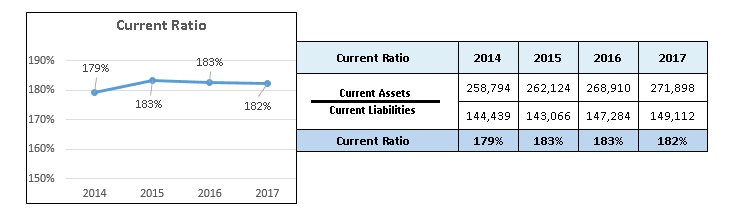 Current Ratio
190%
180%
170%
160%
150%
179%
183%
183%
182%
2014 2015 2016 2017
Current Ratio 2014 2015 2016 2017
Current Assets 258,794 262,124 268,910 271,898
Current Liabilities 144,439 143,066 147,284 149,112
Current Ratio 179% 183% 183% 182%